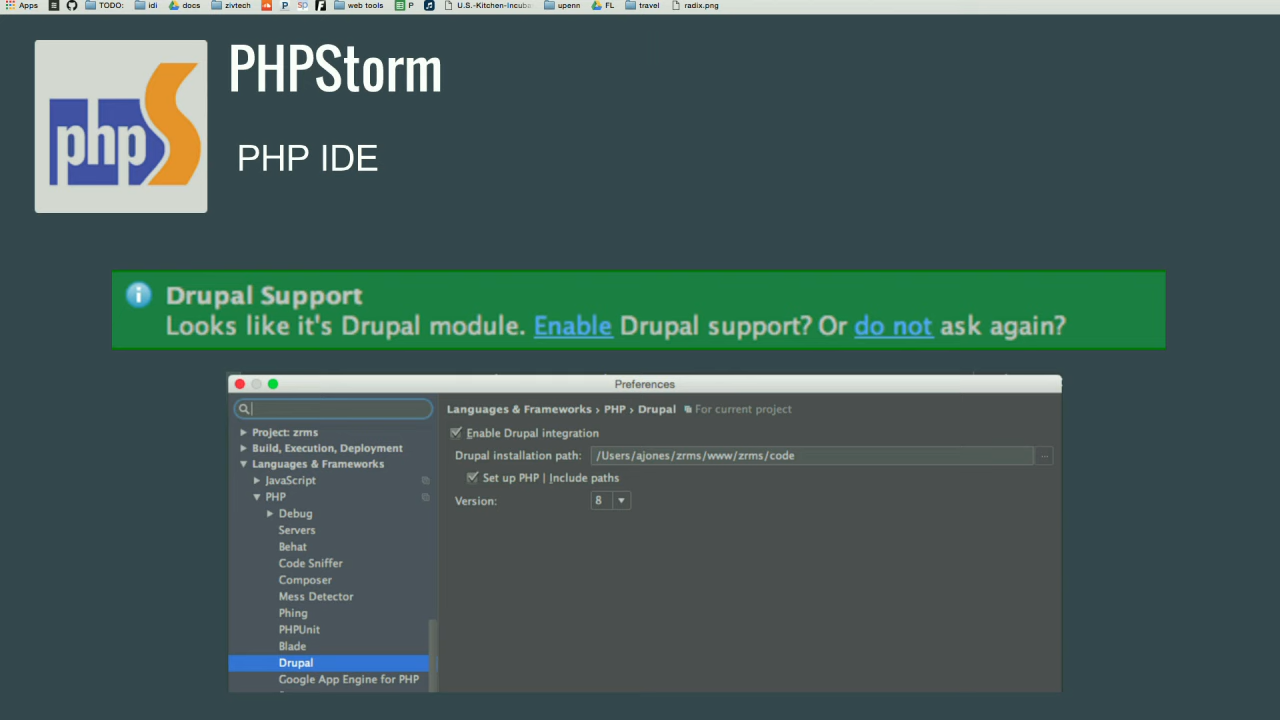 Apps TODO: idi docs zivtech P SP F web tools P U.S.-Kitchen-Incuba upenn FL travel radix.png
php S
PHPStorm
PHP IDE
Drupal Support
Looks like it's Drupal module. Enable Drupal support? Or do not ask again?
Preferences
Languages & Frameworks › PHP › Drupal For current project
Project: zrms
Build, Execution, Deployment
Languages & Frameworks
JavaScript
PHP
Debug
Servers
Behat
Code Sniffer
Composer
Mess Detector
Phing
PHPUnit
Blade
Drupal
Google App Engine for PHP
Enable Drupal integration
Drupal installation path: /Users/ajones/zrms/www/zrms/code ...
Set up PHP | Include paths
Version: 8